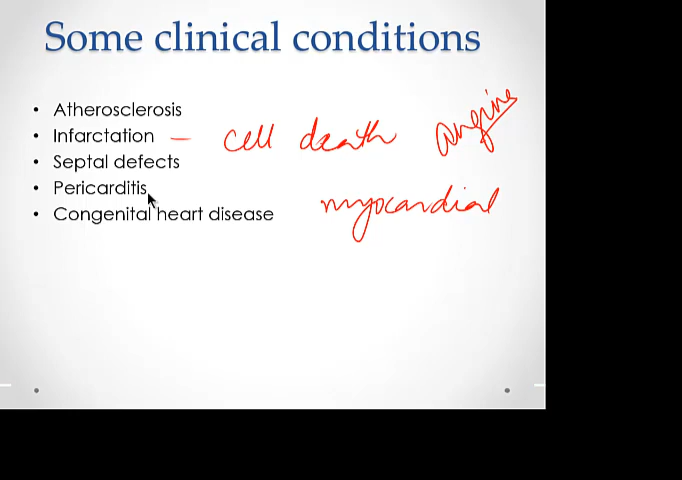 Some clinical conditions
• Atherosclerosis
• Infarctation – cell death angina
• Septal defects
• Pericarditis
• Congenital heart disease myocardial